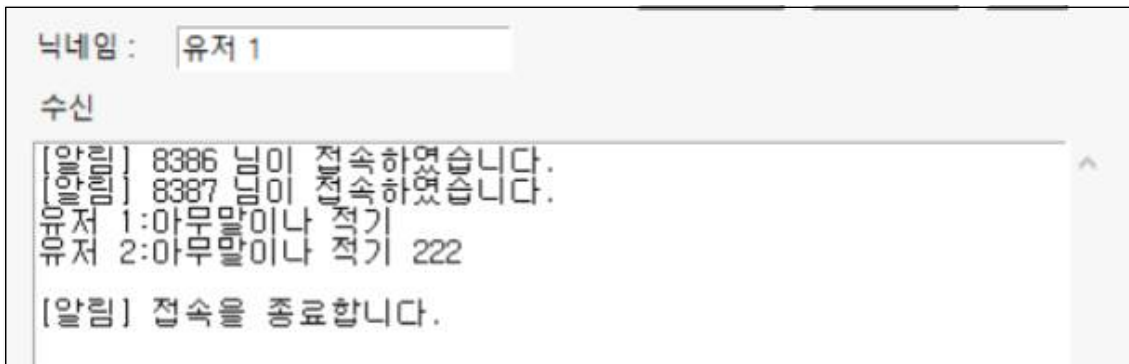 닉네임 : 유저 1
수신
[알림] 8386 님이 접속하였습니다.
[알림] 8387 님이 접속하였습니다.
유저 1:아무말이나 적기
유저 2:아무말이나 적기 222
[알림] 접속을 종료합니다.